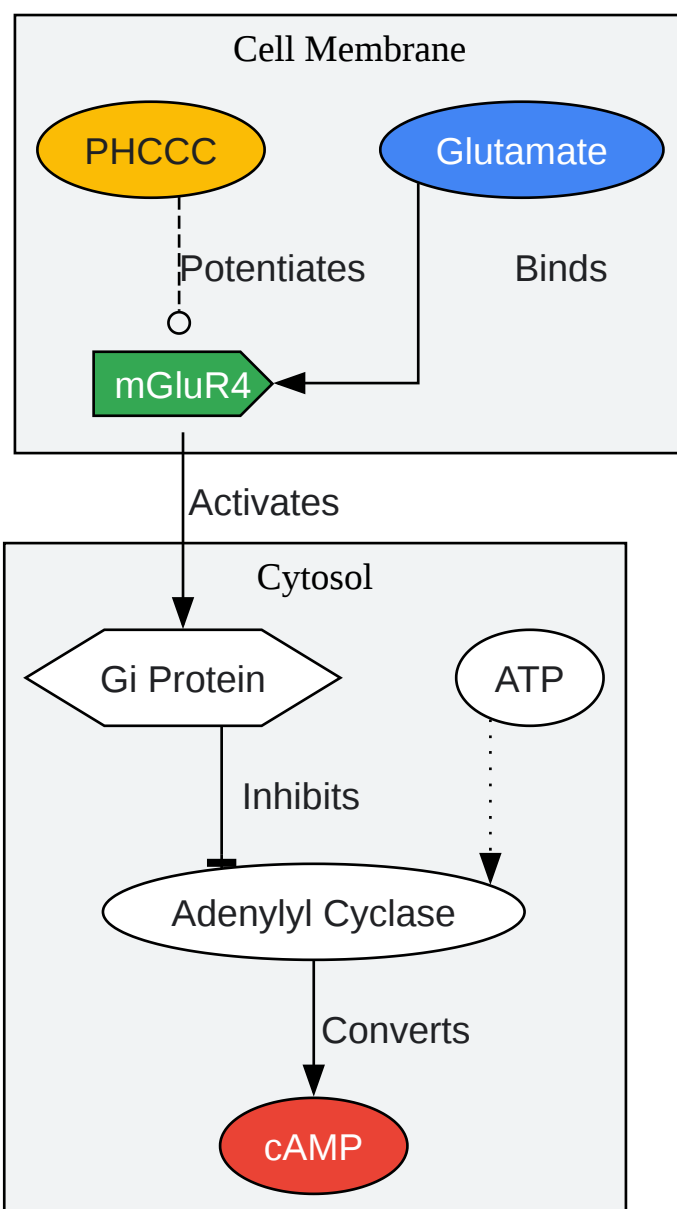 Cell Membrane
PHCCC
Glutamate
Potentiates
Binds
mGluR4
Activates
Cytosol
Gi Protein
ATP
Inhibits
Adenylyl Cyclase
Converts
cAMP